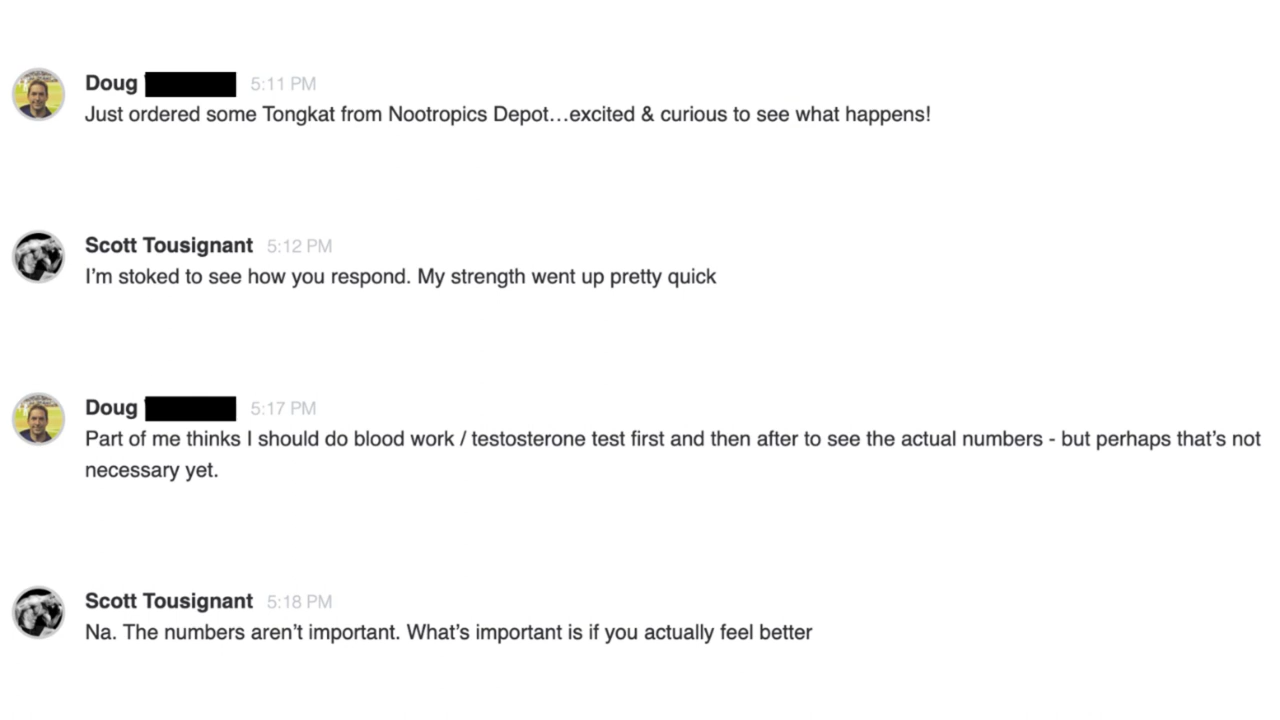 Doug 5:11 PM
Just ordered some Tongkat from Nootropics Depot...excited & curious to see what happens!
Scott Tousignant 5:12 PM
I'm stoked to see how you respond. My strength went up pretty quick
Doug 5:17 PM
Part of me thinks I should do blood work / testosterone test first and then after to see the actual numbers - but perhaps that's not
necessary yet.
Scott Tousignant 5:18 PM
Na. The numbers aren't important. What's important is if you actually feel better